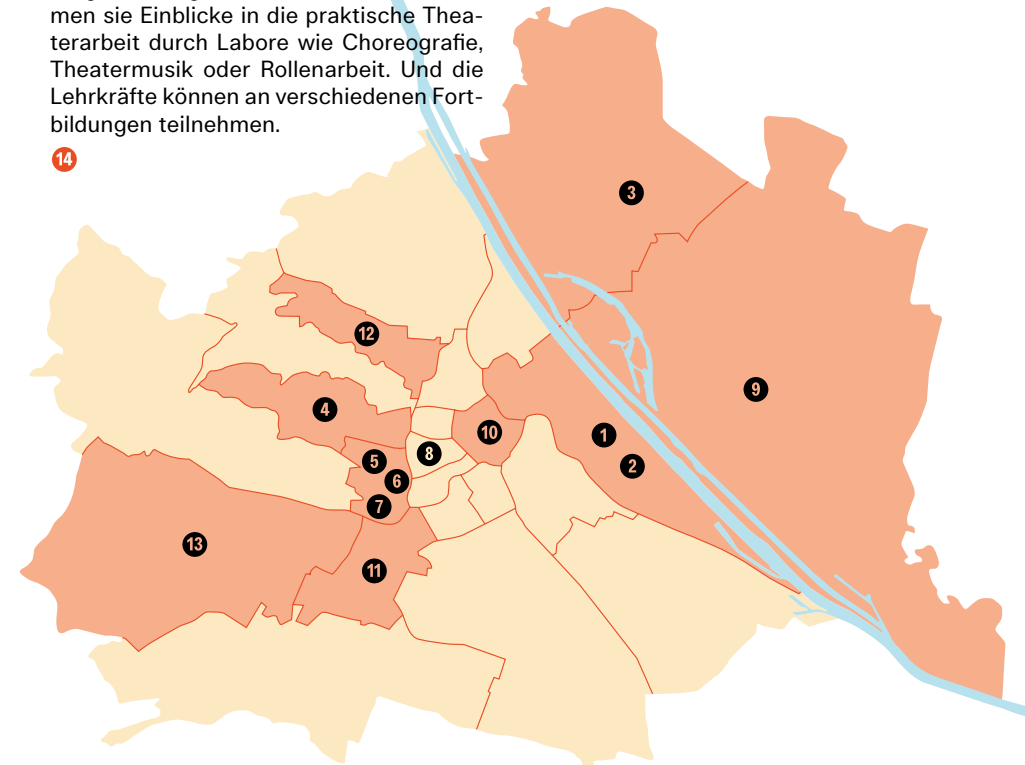 men sie Einblicke in die praktische Thea-
terarbeit durch Labore wie Choreografie,
Theatermusik oder Rollenarbeit. Und die
Lehrkräfte können an verschiedenen Fort-
bildungen teilnehmen.
14
3
12
9
4
10
1
8
5
2
6
7
13
11